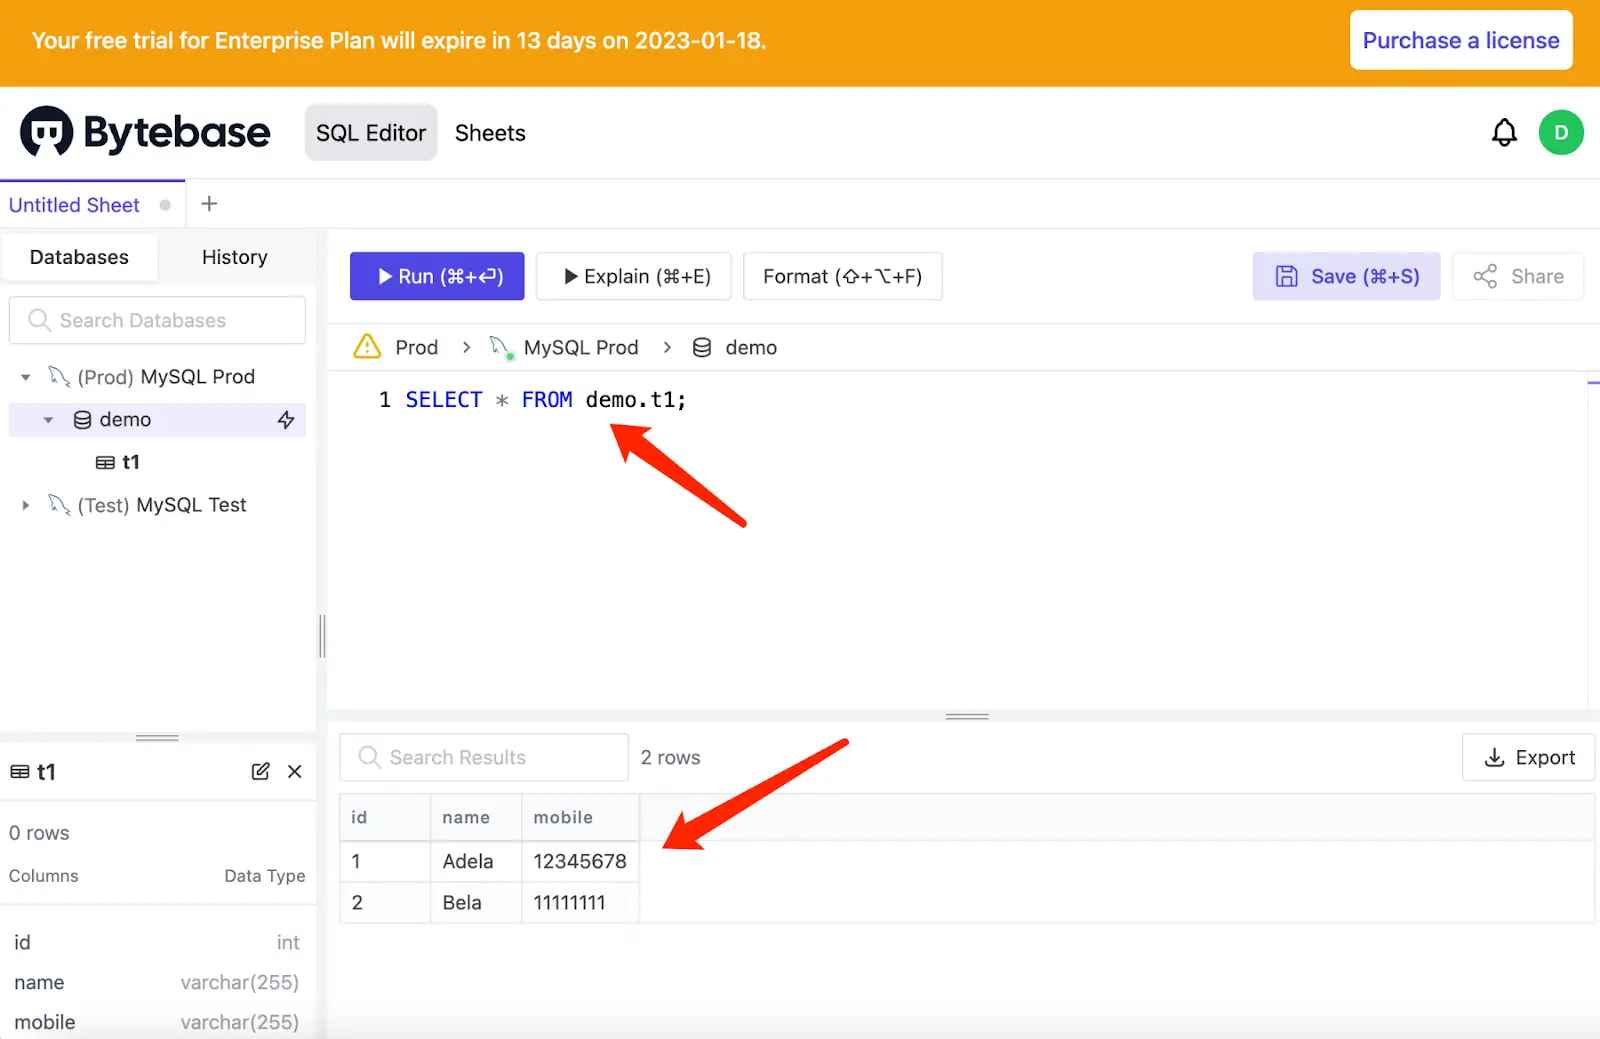 Your free trial for Enterprise Plan will expire in 13 days on 2023-01-18.
Purchase a license
Bytebase
SQL Editor
Sheets
D
Untitled Sheet
+
Databases
History
Run (⌘+⏎)
Explain (⌘+E)
Format (⇧+⌥+F)
Save (⌘+S)
Share
Search Databases
Prod > MySQL Prod > demo
(Prod) MySQL Prod
demo
t1
(Test) MySQL Test
1 SELECT * FROM demo.t1;
Search Results
2 rows
Export
id name mobile
1 Adela 12345678
2 Bela 11111111
t1
0 rows
Columns Data Type
id int
name varchar(255)
mobile varchar(255)